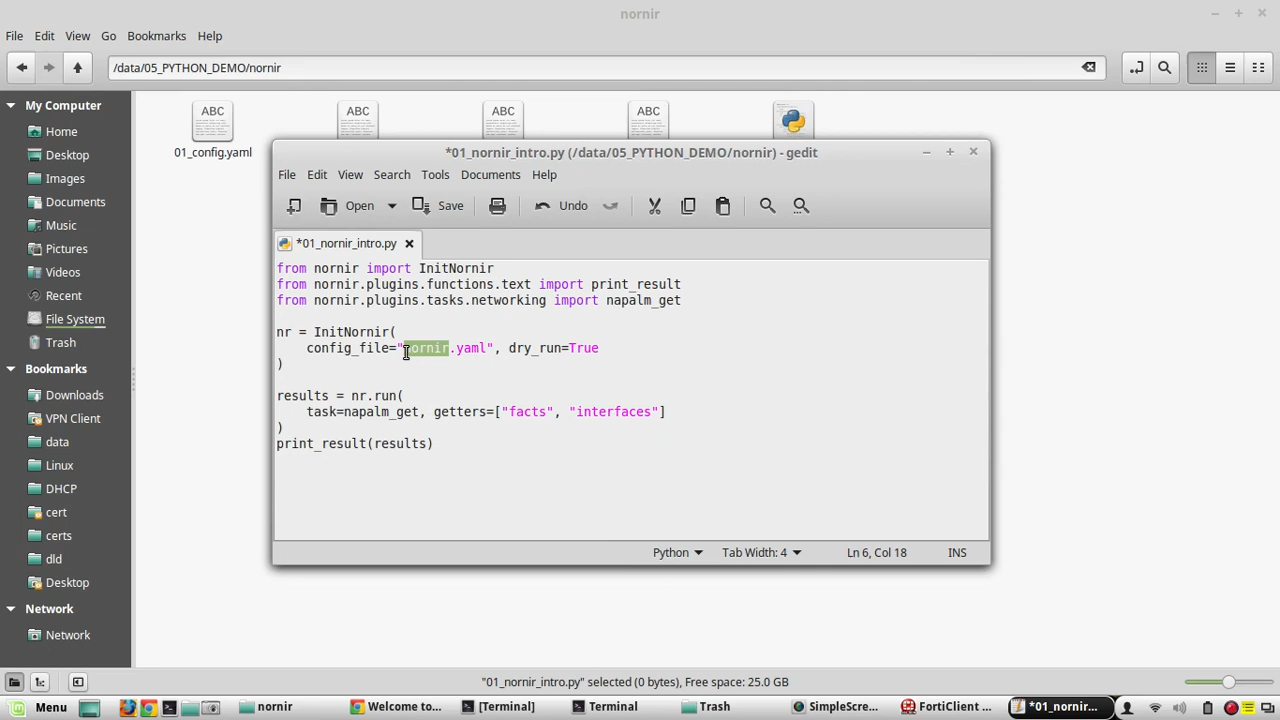 nornir
File Edit View Go Bookmarks Help
/data/05_PYTHON_DEMO/nornir
My Computer
Home
Desktop
Images
Documents
Music
Pictures
Videos
Recent
File System
Trash
Bookmarks
Downloads
VPN Client
data
Linux
DHCP
cert
certs
dld
Desktop
Network
Network
ABC ABC ABC ABC
01_config.yaml
*01_nornir_intro.py (/data/05_PYTHON_DEMO/nornir) - gedit
File Edit View Search Tools Documents Help
Open Save Undo
*01_nornir_intro.py
from nornir import InitNornir
from nornir.plugins.functions.text import print_result
from nornir.plugins.tasks.networking import napalm_get
nr = InitNornir(
config_file="nornir.yaml", dry_run=True
)
results = nr.run(
task=napalm_get, getters=["facts", "interfaces"]
)
print_result(results)
Python Tab Width: 4 Ln 6, Col 18 INS
"01_nornir_intro.py" selected (0 bytes), Free space: 25.0 GB
Menu nornir Welcome to... [Terminal] Terminal Trash SimpleScre... FortiClient *01_nornir...